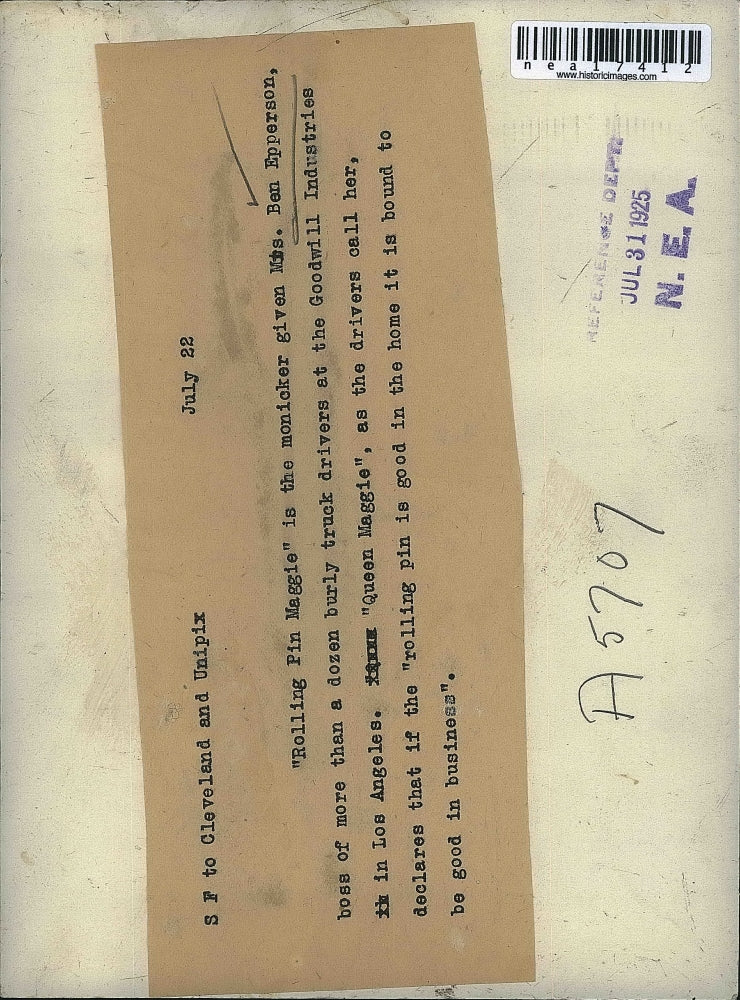 S F to Cleveland and Unipix July 22
"Rolling Pin Maggie" is the monicker given Mrs. Ben Epperson,
boss of more than a dozen burly truck drivers at the Goodwill Industries
in Los Angeles. "Queen Maggie", as the drivers call her,
declares that if the "rolling pin is good in the home it is bound to
be good in business".
REFERENCE DEPT.
JUL 31 1925
N. E. A.
A5707
nea17412
www.historicimages.com